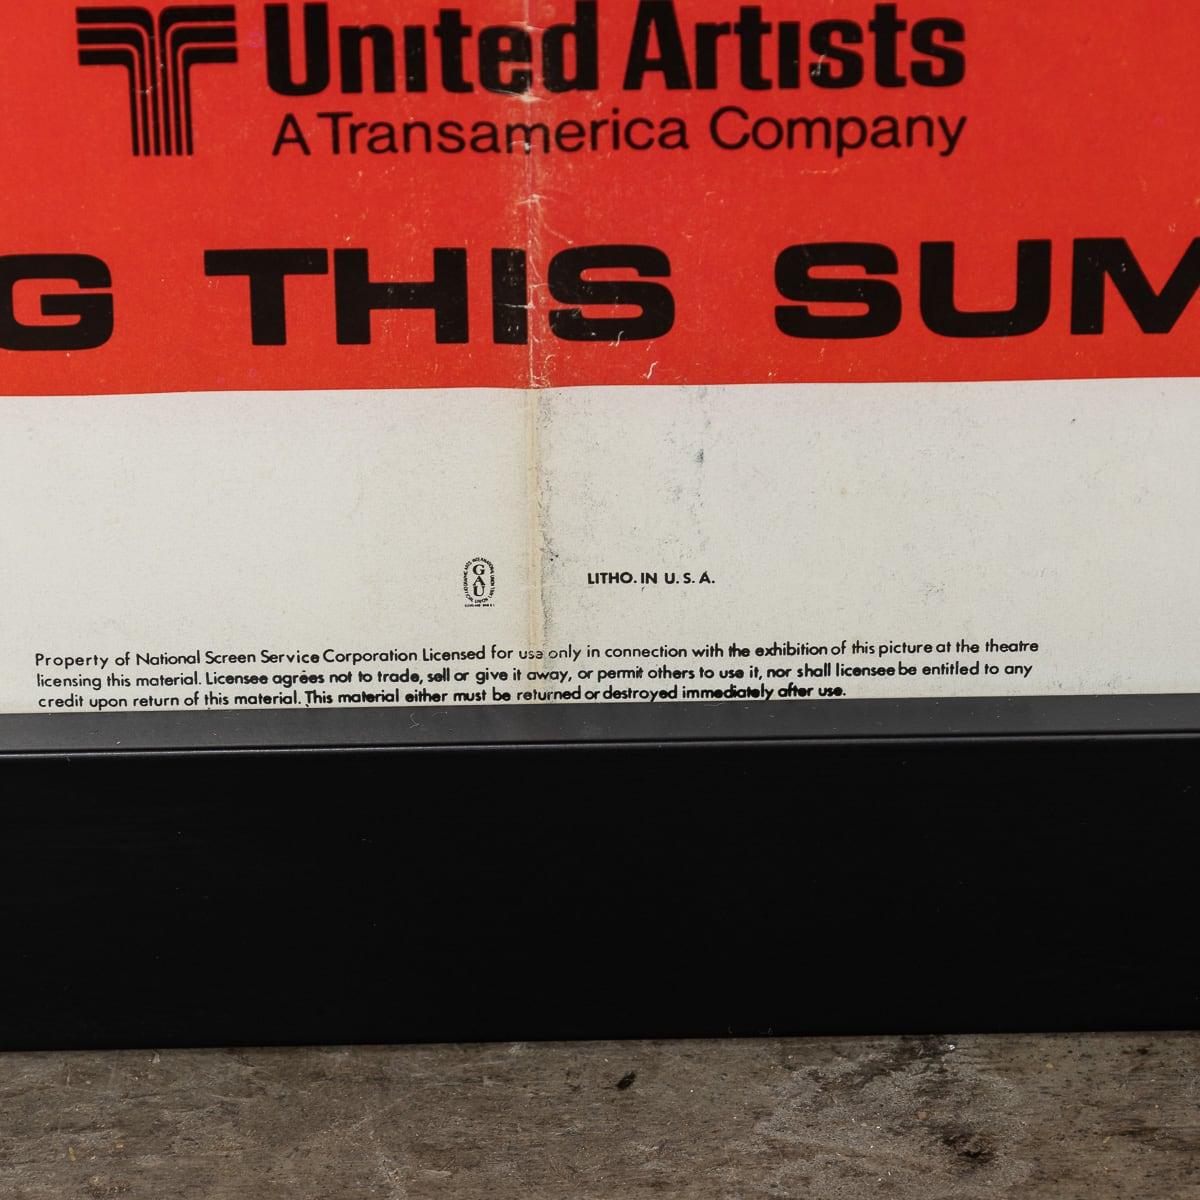 United Artists
A Transamerica Company
G THIS SUM
GAU
LITHO. IN U. S. A.
Property of National Screen Service Corporation Licensed for use only in connection with the exhibition of this picture at the theatre
licensing this material. Licensee agrees not to trade, sell or give it away, or permit others to use it, nor shall licensee be entitled to any
credit upon return of this material. This material either must be returned or destroyed immediately after use.